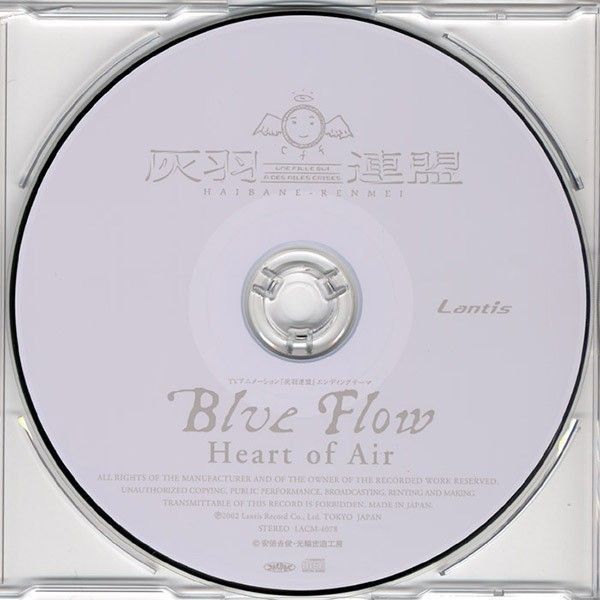 灰羽連盟
UNE FILLE QUI
A DES AILES GRISES
HAIBANE-RENMEI
Lantis
TVアニメーション「灰羽連盟」エンディングテーマ
Blue Flow
Heart of Air
ALL RIGHTS OF THE MANUFACTURER AND OF THE OWNER OF THE RECORDED WORK RESERVED.
UNAUTHORIZED COPYING, PUBLIC PERFORMANCE, BROADCASTING, RENTING AND MAKING
TRANSMITTABLE OF THIS RECORD IS FORBIDDEN. MADE IN JAPAN.
Ⓟ2002 Lantis Record Co., Ltd. TOKYO JAPAN
STEREO LACM-4078
©安倍吉俊・光輪密造工房